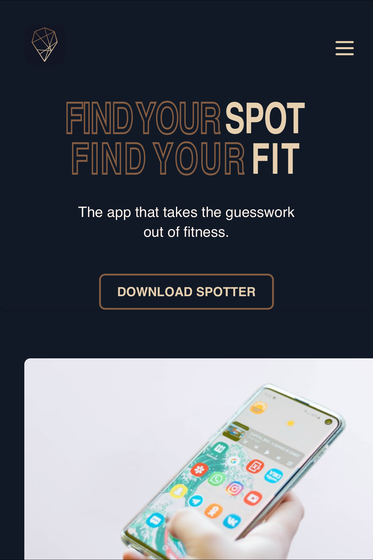 FIND YOUR SPOT
FIND YOUR FIT
The app that takes the guesswork
out of fitness.
DOWNLOAD SPOTTER